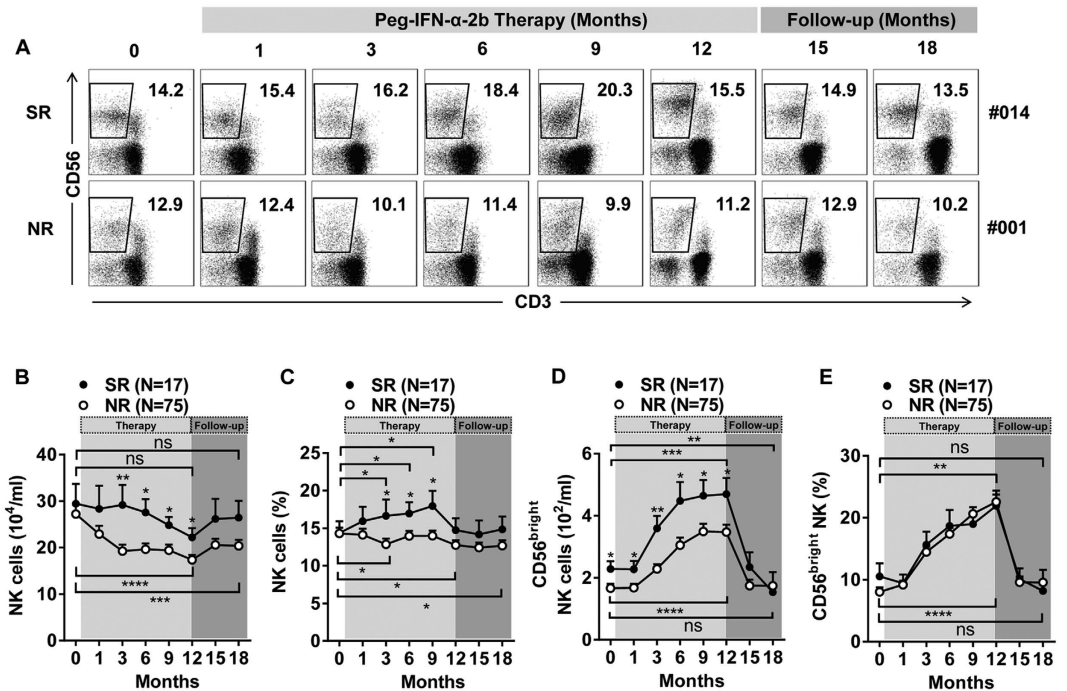 Peg-IFN-α-2b Therapy (Months) Follow-up (Months)
A 0 1 3 6 9 12 15 18
SR 14.2 15.4 16.2 18.4 20.3 15.5 14.9 13.5 #014
CD56
NR 12.9 12.4 10.1 11.4 9.9 11.2 12.9 10.2 #001
CD3
B
SR (N=17)
NR (N=75)
Therapy Follow-up
ns
ns
** * * *
****
***
NK cells (10⁴/ml)
40
30
20
10
0
0 1 3 6 9 12 15 18
Months
C
SR (N=17)
NR (N=75)
Therapy Follow-up
*
*
*
* * *
*
*
*
NK cells (%)
25
20
15
10
5
0
0 1 3 6 9 12 15 18
Months
D
SR (N=17)
NR (N=75)
Therapy Follow-up
**
***
* * ** * * *
****
ns
CD56ᵇʳⁱᵍʰᵗ
NK cells (10²/ml)
6
4
2
0
0 1 3 6 9 12 15 18
Months
E
SR (N=17)
NR (N=75)
Therapy Follow-up
ns
**
****
ns
CD56ᵇʳⁱᵍʰᵗ NK (%)
30
20
10
0
0 1 3 6 9 12 15 18
Months